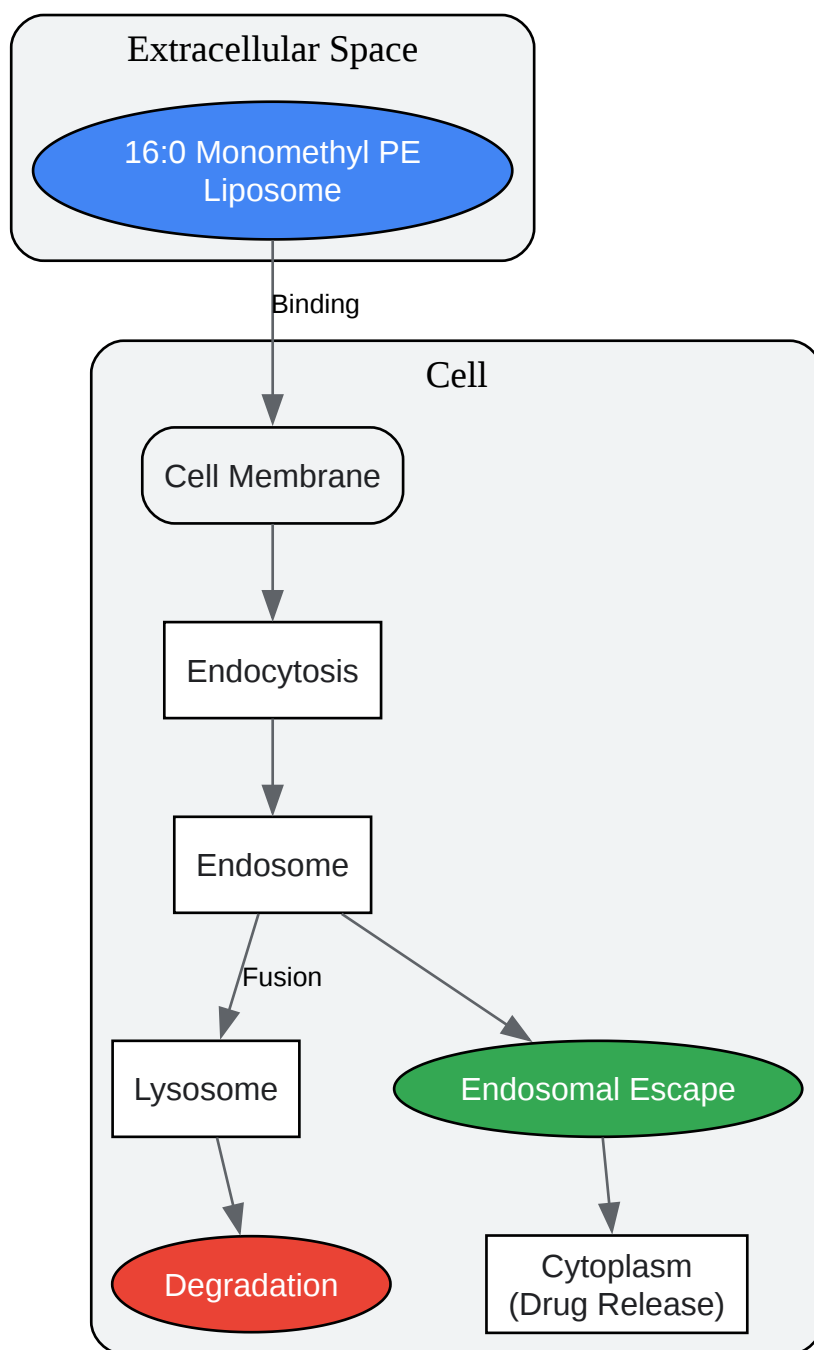 Extracellular Space
16:0 Monomethyl PE
Liposome
Binding
Cell
Cell Membrane
Endocytosis
Endosome
Fusion
Lysosome
Endosomal Escape
Degradation
Cytoplasm
(Drug Release)